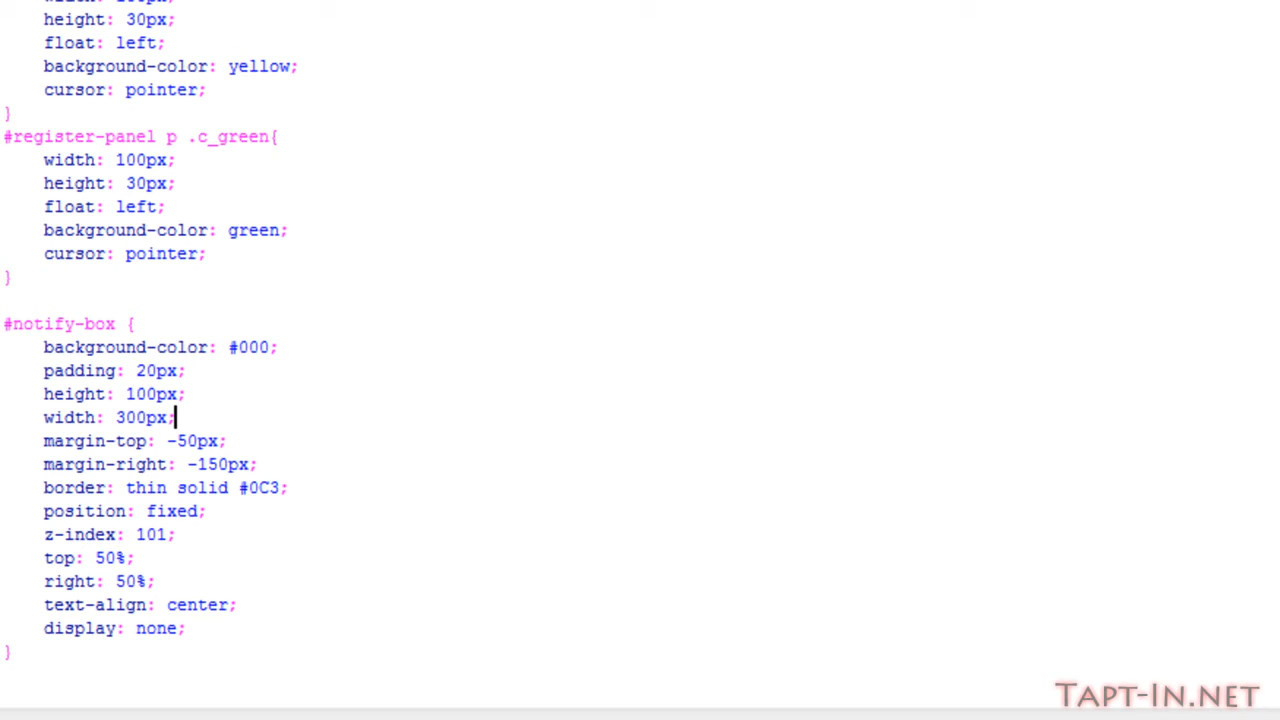 height: 30px;
float: left;
background-color: yellow;
cursor: pointer;
}
#register-panel p .c_green{
width: 100px;
height: 30px;
float: left;
background-color: green;
cursor: pointer;
}
#notify-box {
background-color: #000;
padding: 20px;
height: 100px;
width: 300px;
margin-top: -50px;
margin-right: -150px;
border: thin solid #0C3;
position: fixed;
z-index: 101;
top: 50%;
right: 50%;
text-align: center;
display: none;
}
Tapt-In.net